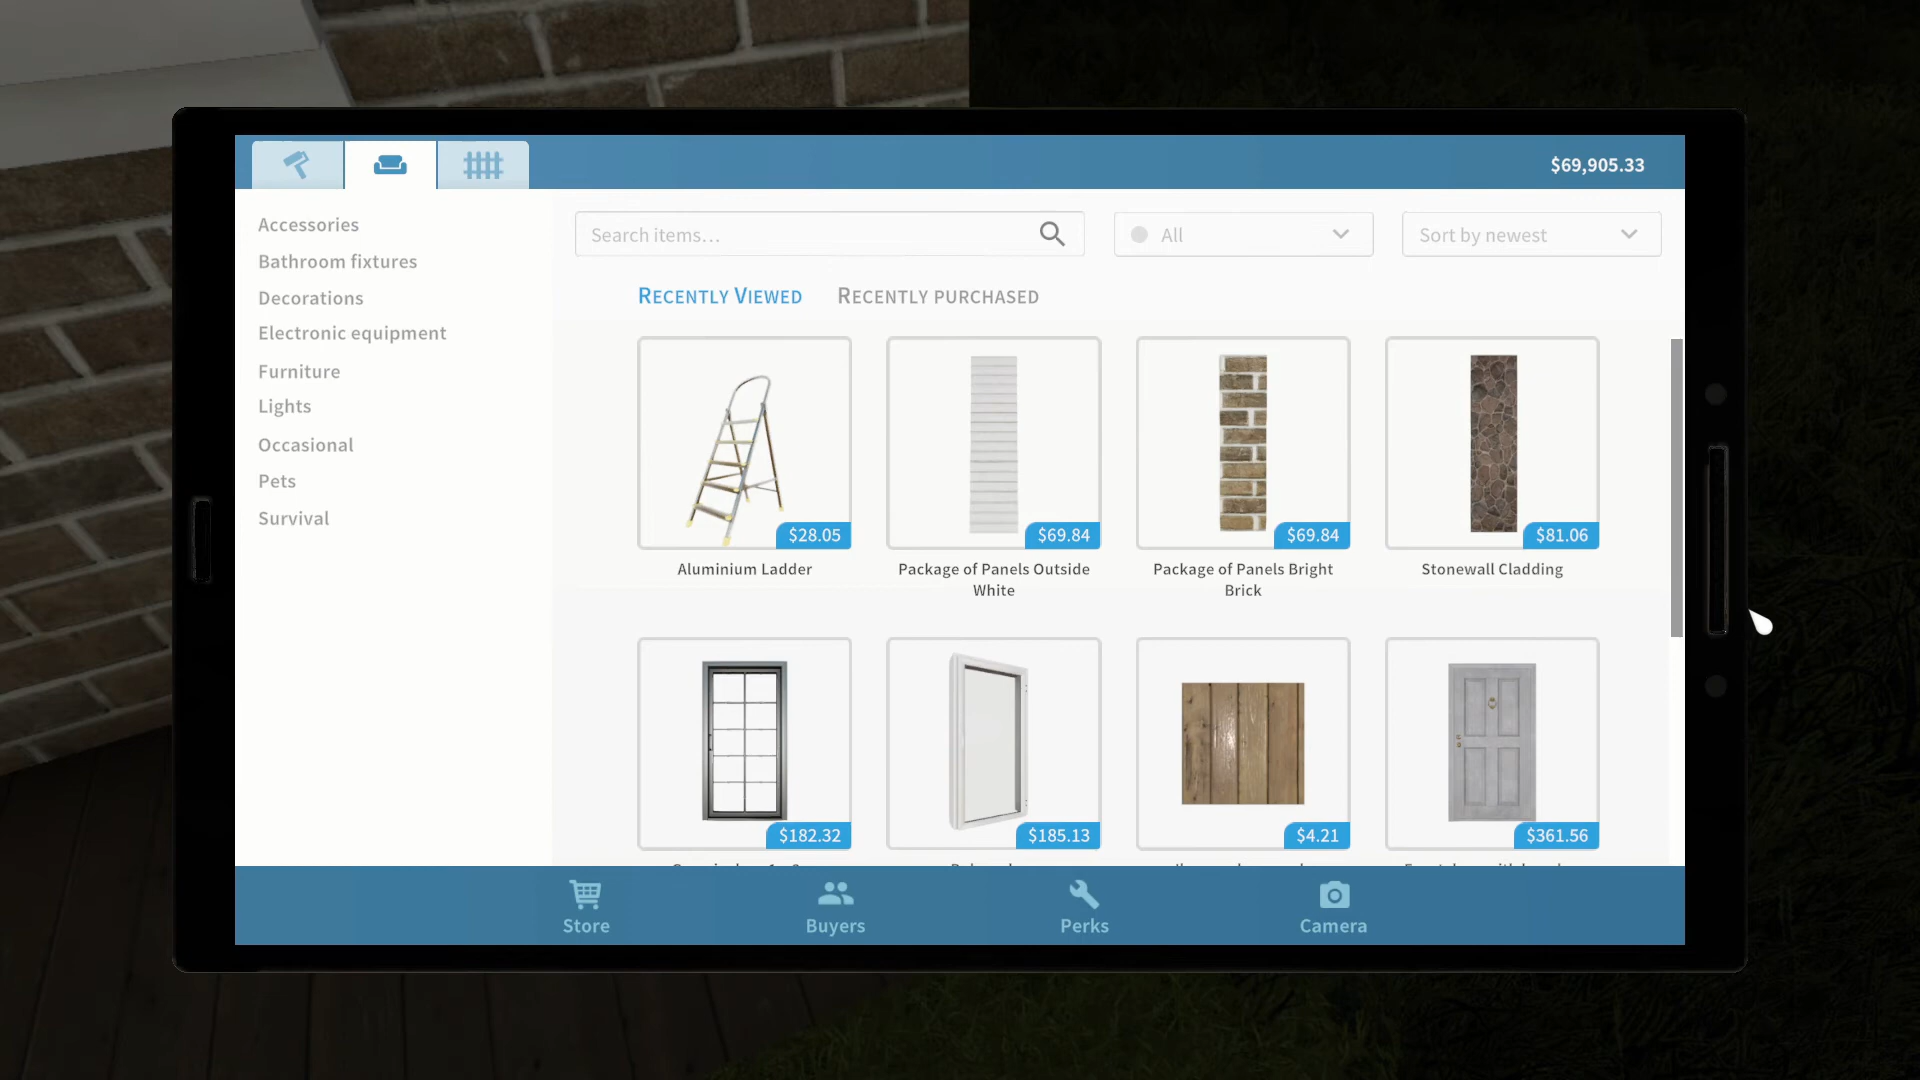 $69,905.33
Accessories
Bathroom fixtures
Decorations
Electronic equipment
Furniture
Lights
Occasional
Pets
Survival
Search items...
All
Sort by newest
RECENTLY VIEWED
RECENTLY PURCHASED
$28.05
$69.84
$69.84
$81.06
Aluminium Ladder
Package of Panels Outside
White
Package of Panels Bright
Brick
Stonewall Cladding
$182.32
$185.13
$4.21
$361.56
Store
Buyers
Perks
Camera